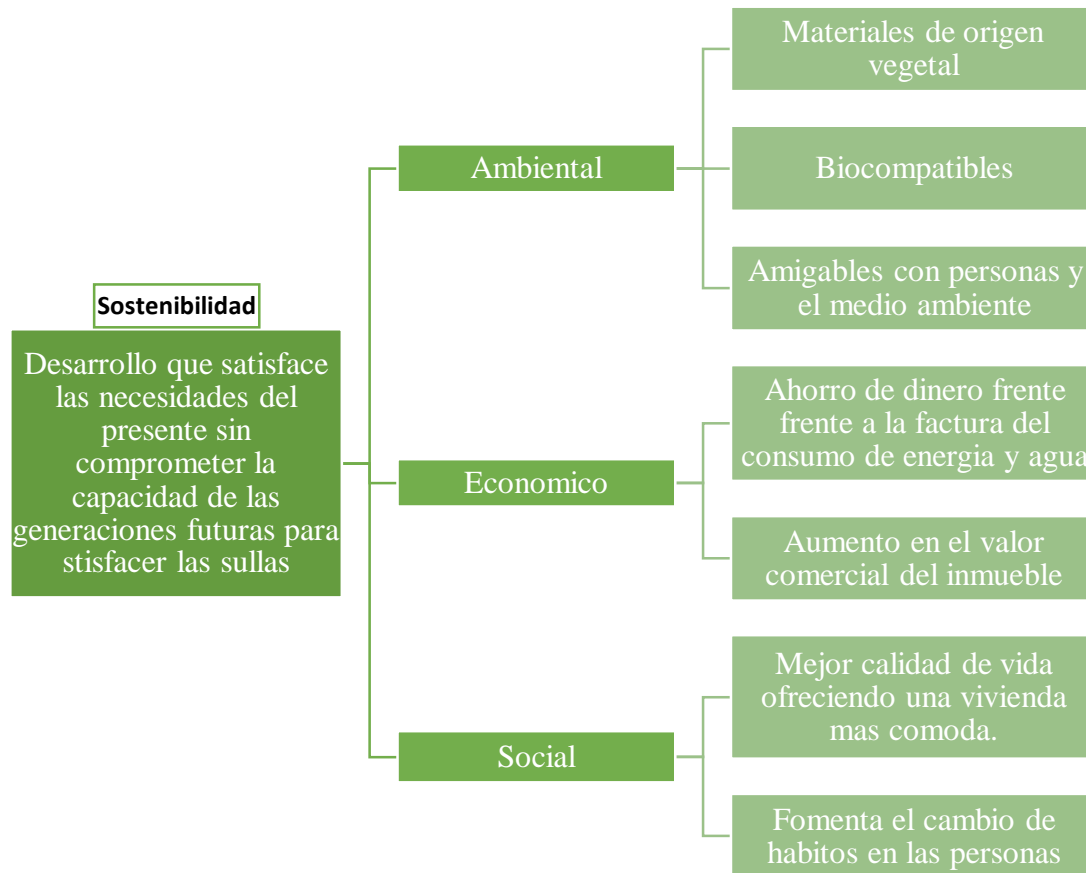 Sostenibilidad
Desarrollo que satisface
las necesidades del
presente sin
comprometer la
capacidad de las
generaciones futuras para
stisfacer las sullas
Ambiental
Materiales de origen
vegetal
Biocompatibles
Amigables con personas y
el medio ambiente
Economico
Ahorro de dinero frente
frente a la factura del
consumo de energia y agua
Aumento en el valor
comercial del inmueble
Social
Mejor calidad de vida
ofreciendo una vivienda
mas comoda.
Fomenta el cambio de
habitos en las personas